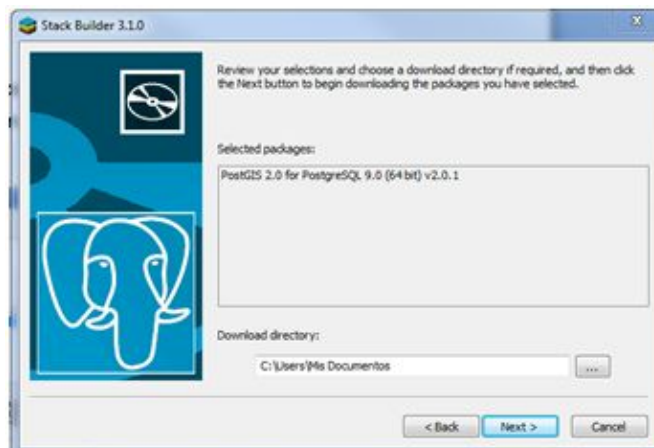 Stack Builder 3.1.0
Review your selections and choose a download directory if required, and then click
the Next button to begin downloading the packages you have selected.
Selected packages:
PostGIS 2.0 for PostgreSQL 9.0 (64 bit) v2.0.1
Download directory:
C:\Users\Mis Documentos
...
< Back
Next >
Cancel